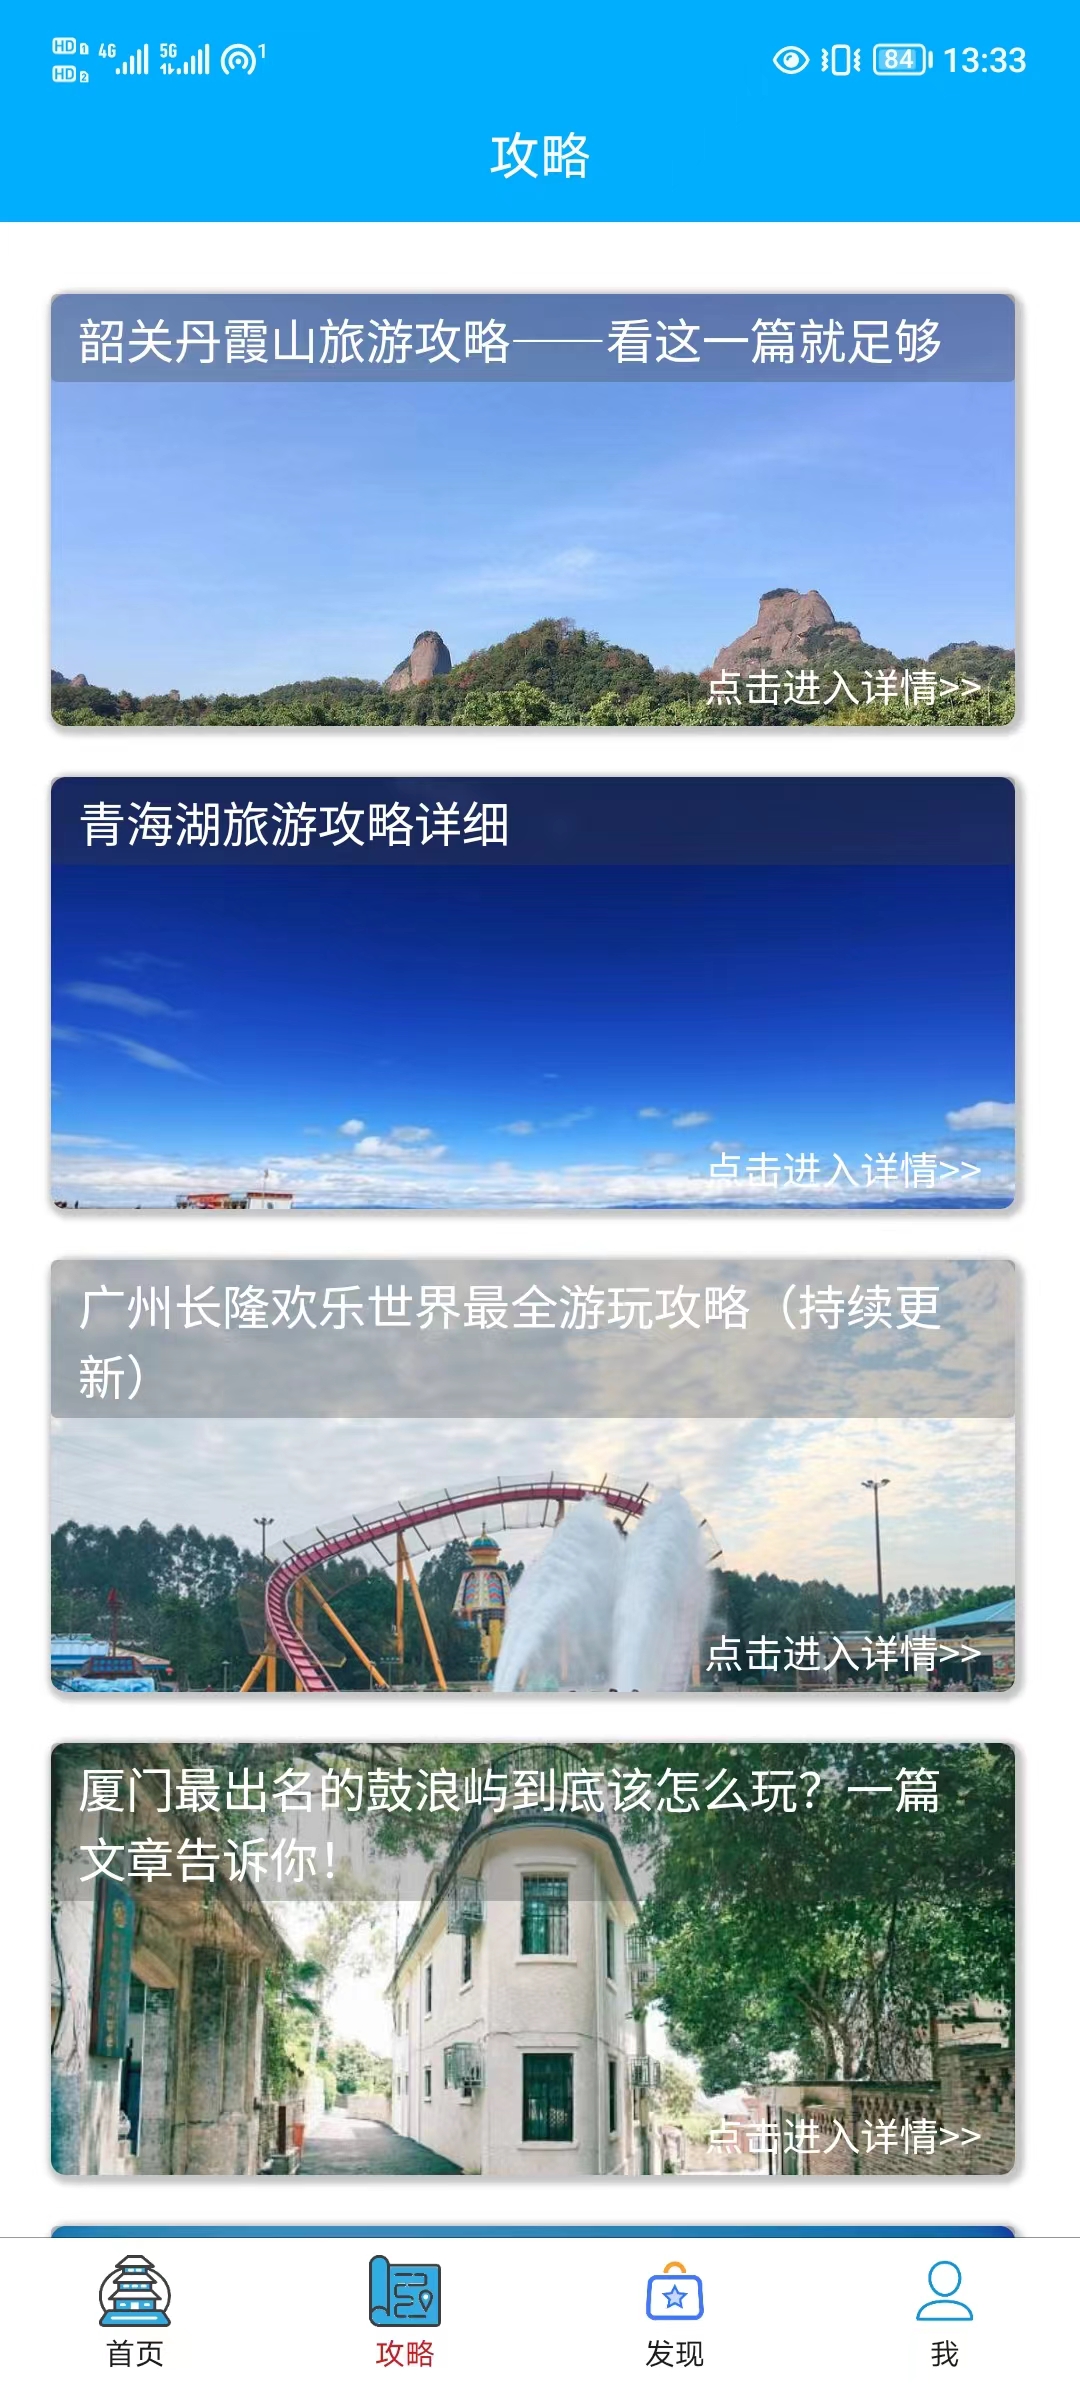 HD 1 4G 5G 1 84 13:33
HD 2
攻略
韶关丹霞山旅游攻略——看这一篇就足够
点击进入详情>>
青海湖旅游攻略详细
点击进入详情>>
广州长隆欢乐世界最全游玩攻略（持续更
新）
点击进入详情>>
厦门最出名的鼓浪屿到底该怎么玩？一篇
文章告诉你！
点击进入详情>>
首页 攻略 发现 我